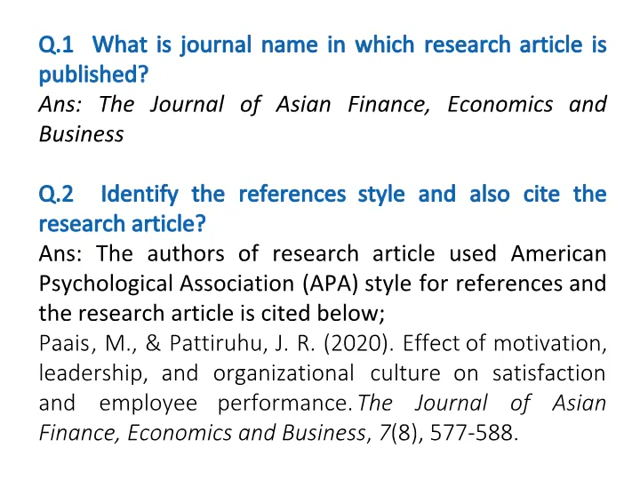 Q.1 What is journal name in which research article is
published?
Ans: The Journal of Asian Finance, Economics and
Business
Q.2 Identify the references style and also cite the
research article?
Ans: The authors of research article used American
Psychological Association (APA) style for references and
the research article is cited below;
Paais, M., & Pattiruhu, J. R. (2020). Effect of motivation,
leadership, and organizational culture on satisfaction
and employee performance. The Journal of Asian
Finance, Economics and Business, 7(8), 577-588.